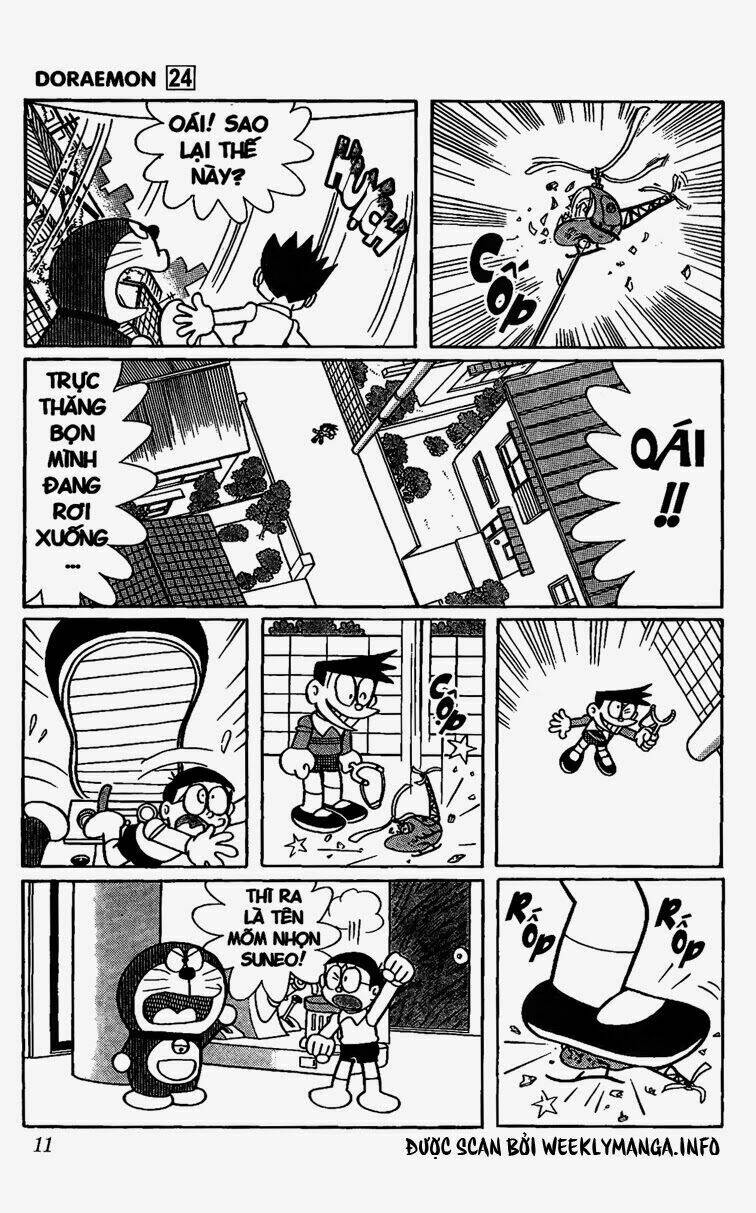 DORAEMON 24
CỐP
OÁI! SAO
LẠI THẾ
NÀY?
HUỴCH
OÁI
!!
TRỰC
THĂNG
BỌN
MÌNH
ĐANG
RƠI
XUỐNG
...
CỘP
RỐP
RỐP
THÌ RA
LÀ TÊN
MÕM NHỌN
SUNEO!
11
ĐƯỢC SCAN BỞI WEEKLYMANGA.INFO